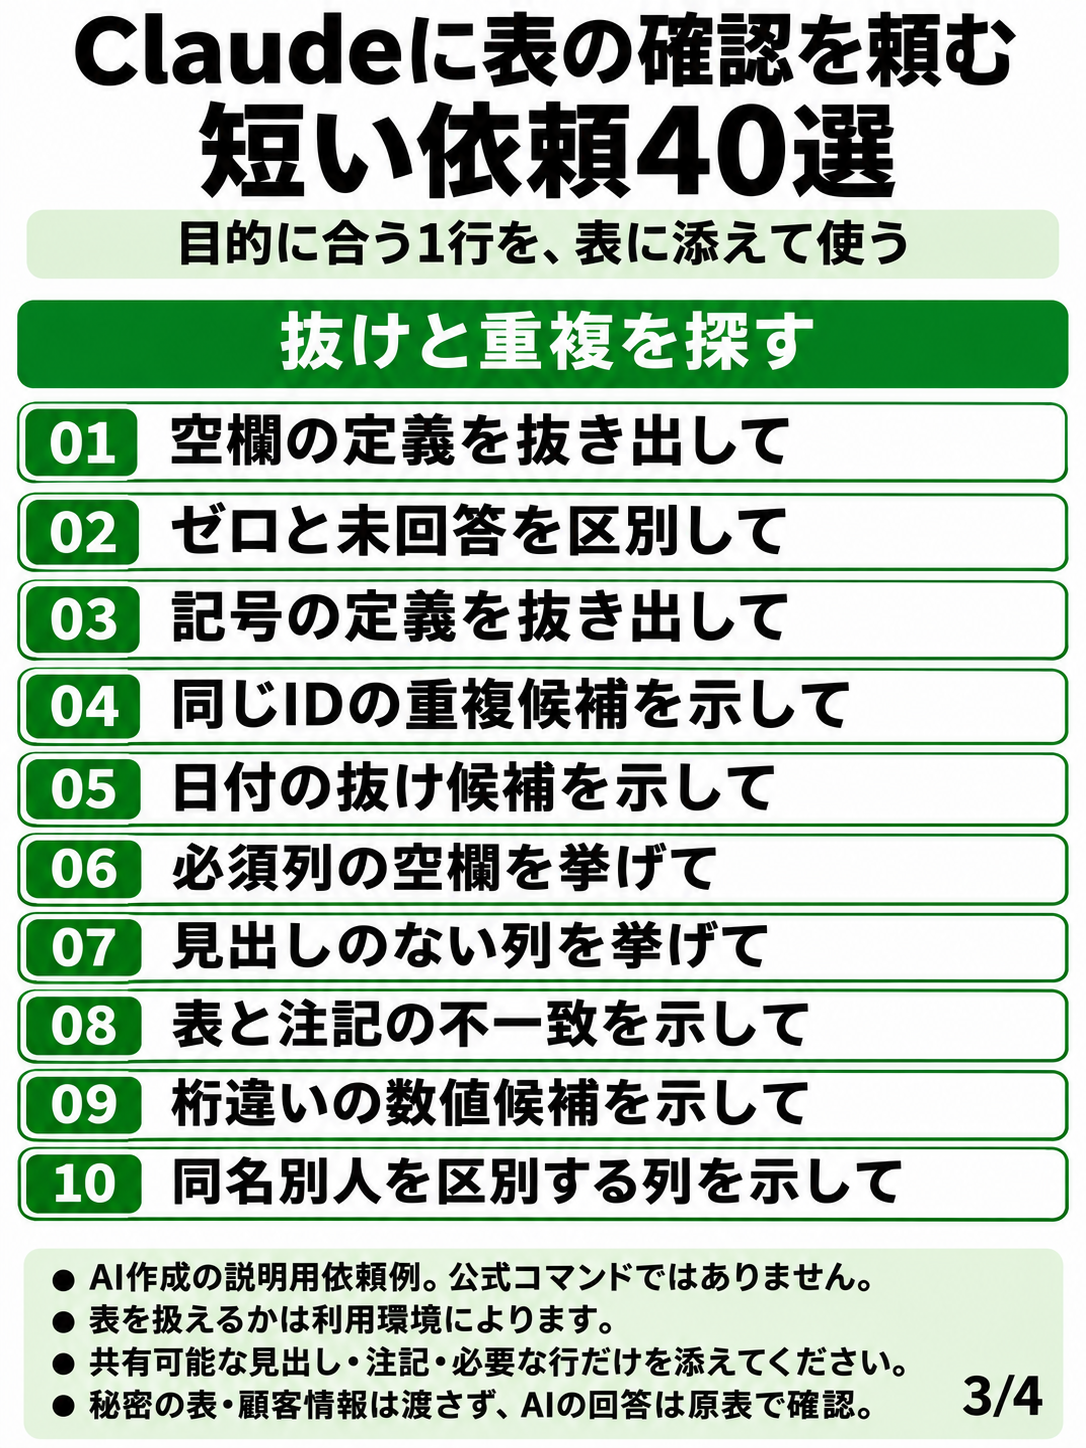 Claudeに表の確認を頼む
短い依頼40選
目的に合う1行を、表に添えて使う
抜けと重複を探す
01 空欄の定義を抜き出して
02 ゼロと未回答を区別して
03 記号の定義を抜き出して
04 同じIDの重複候補を示して
05 日付の抜け候補を示して
06 必須列の空欄を挙げて
07 見出しのない列を挙げて
08 表と注記の不一致を示して
09 桁違いの数値候補を示して
10 同名別人を区別する列を示して
● AI作成の説明用依頼例。公式コマンドではありません。
● 表を扱えるかは利用環境によります。
● 共有可能な見出し・注記・必要な行だけを添えてください。
● 秘密の表・顧客情報は渡さず、AIの回答は原表で確認。
3/4